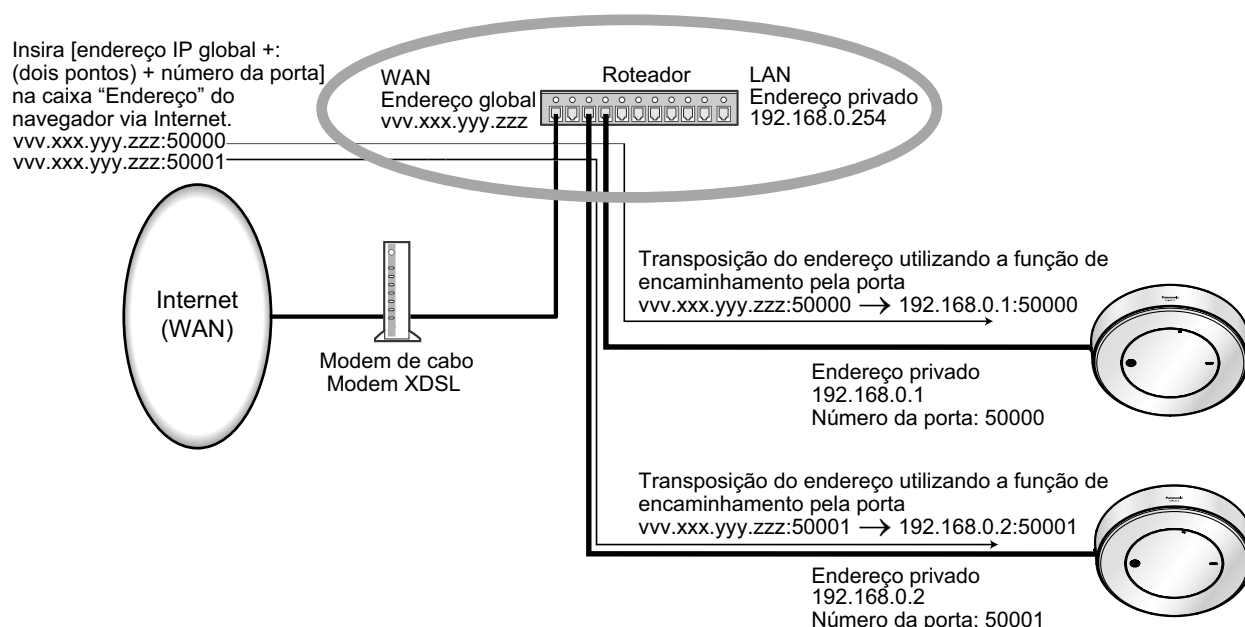 Insira [endereço IP global +:
(dois pontos) + número da porta]
na caixa “Endereço” do
navegador via Internet.
vvv.xxx.yyy.zzz:50000
vvv.xxx.yyy.zzz:50001
WAN
Endereço global
vvv.xxx.yyy.zzz
Roteador
LAN
Endereço privado
192.168.0.254
Internet
(WAN)
Modem de cabo
Modem XDSL
Transposição do endereço utilizando a função de
encaminhamento pela porta
vvv.xxx.yyy.zzz:50000 → 192.168.0.1:50000
Panasonic
Endereço privado
192.168.0.1
Número da porta: 50000
Transposição do endereço utilizando a função de
encaminhamento pela porta
vvv.xxx.yyy.zzz:50001 → 192.168.0.2:50001
Panasonic
Endereço privado
192.168.0.2
Número da porta: 50001